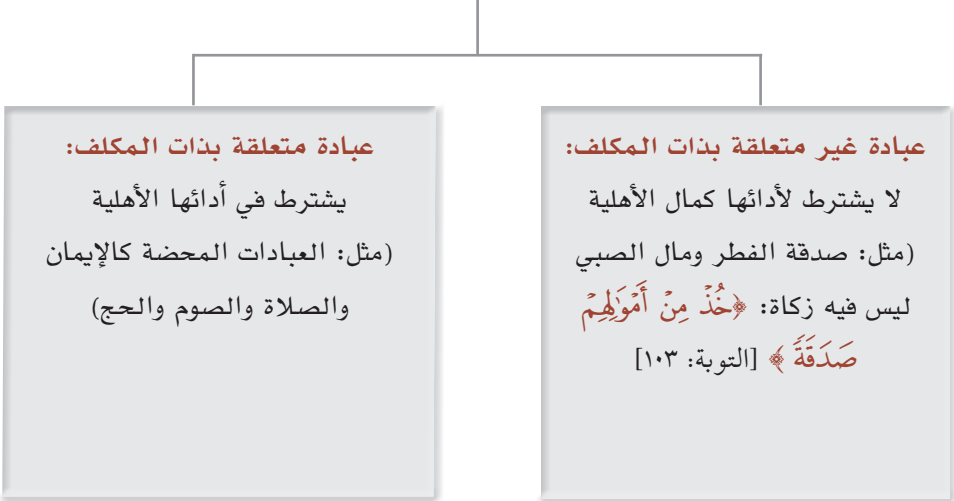 عبادة غير متعلقة بذات المكلف:
لا يشترط لأدائها كمال الأهلية
(مثل: صدقة الفطر ومال الصبي
ليس فيه زكاة: ﴿خُذۡ مِنۡ أَمۡوَٰلِهِمۡ
صَدَقَةٗ ﴾ [التوبة: ١٠٣]
عبادة متعلقة بذات المكلف:
يشترط في أدائها الأهلية
(مثل: العبادات المحضة كالإيمان
والصلاة والصوم والحج)